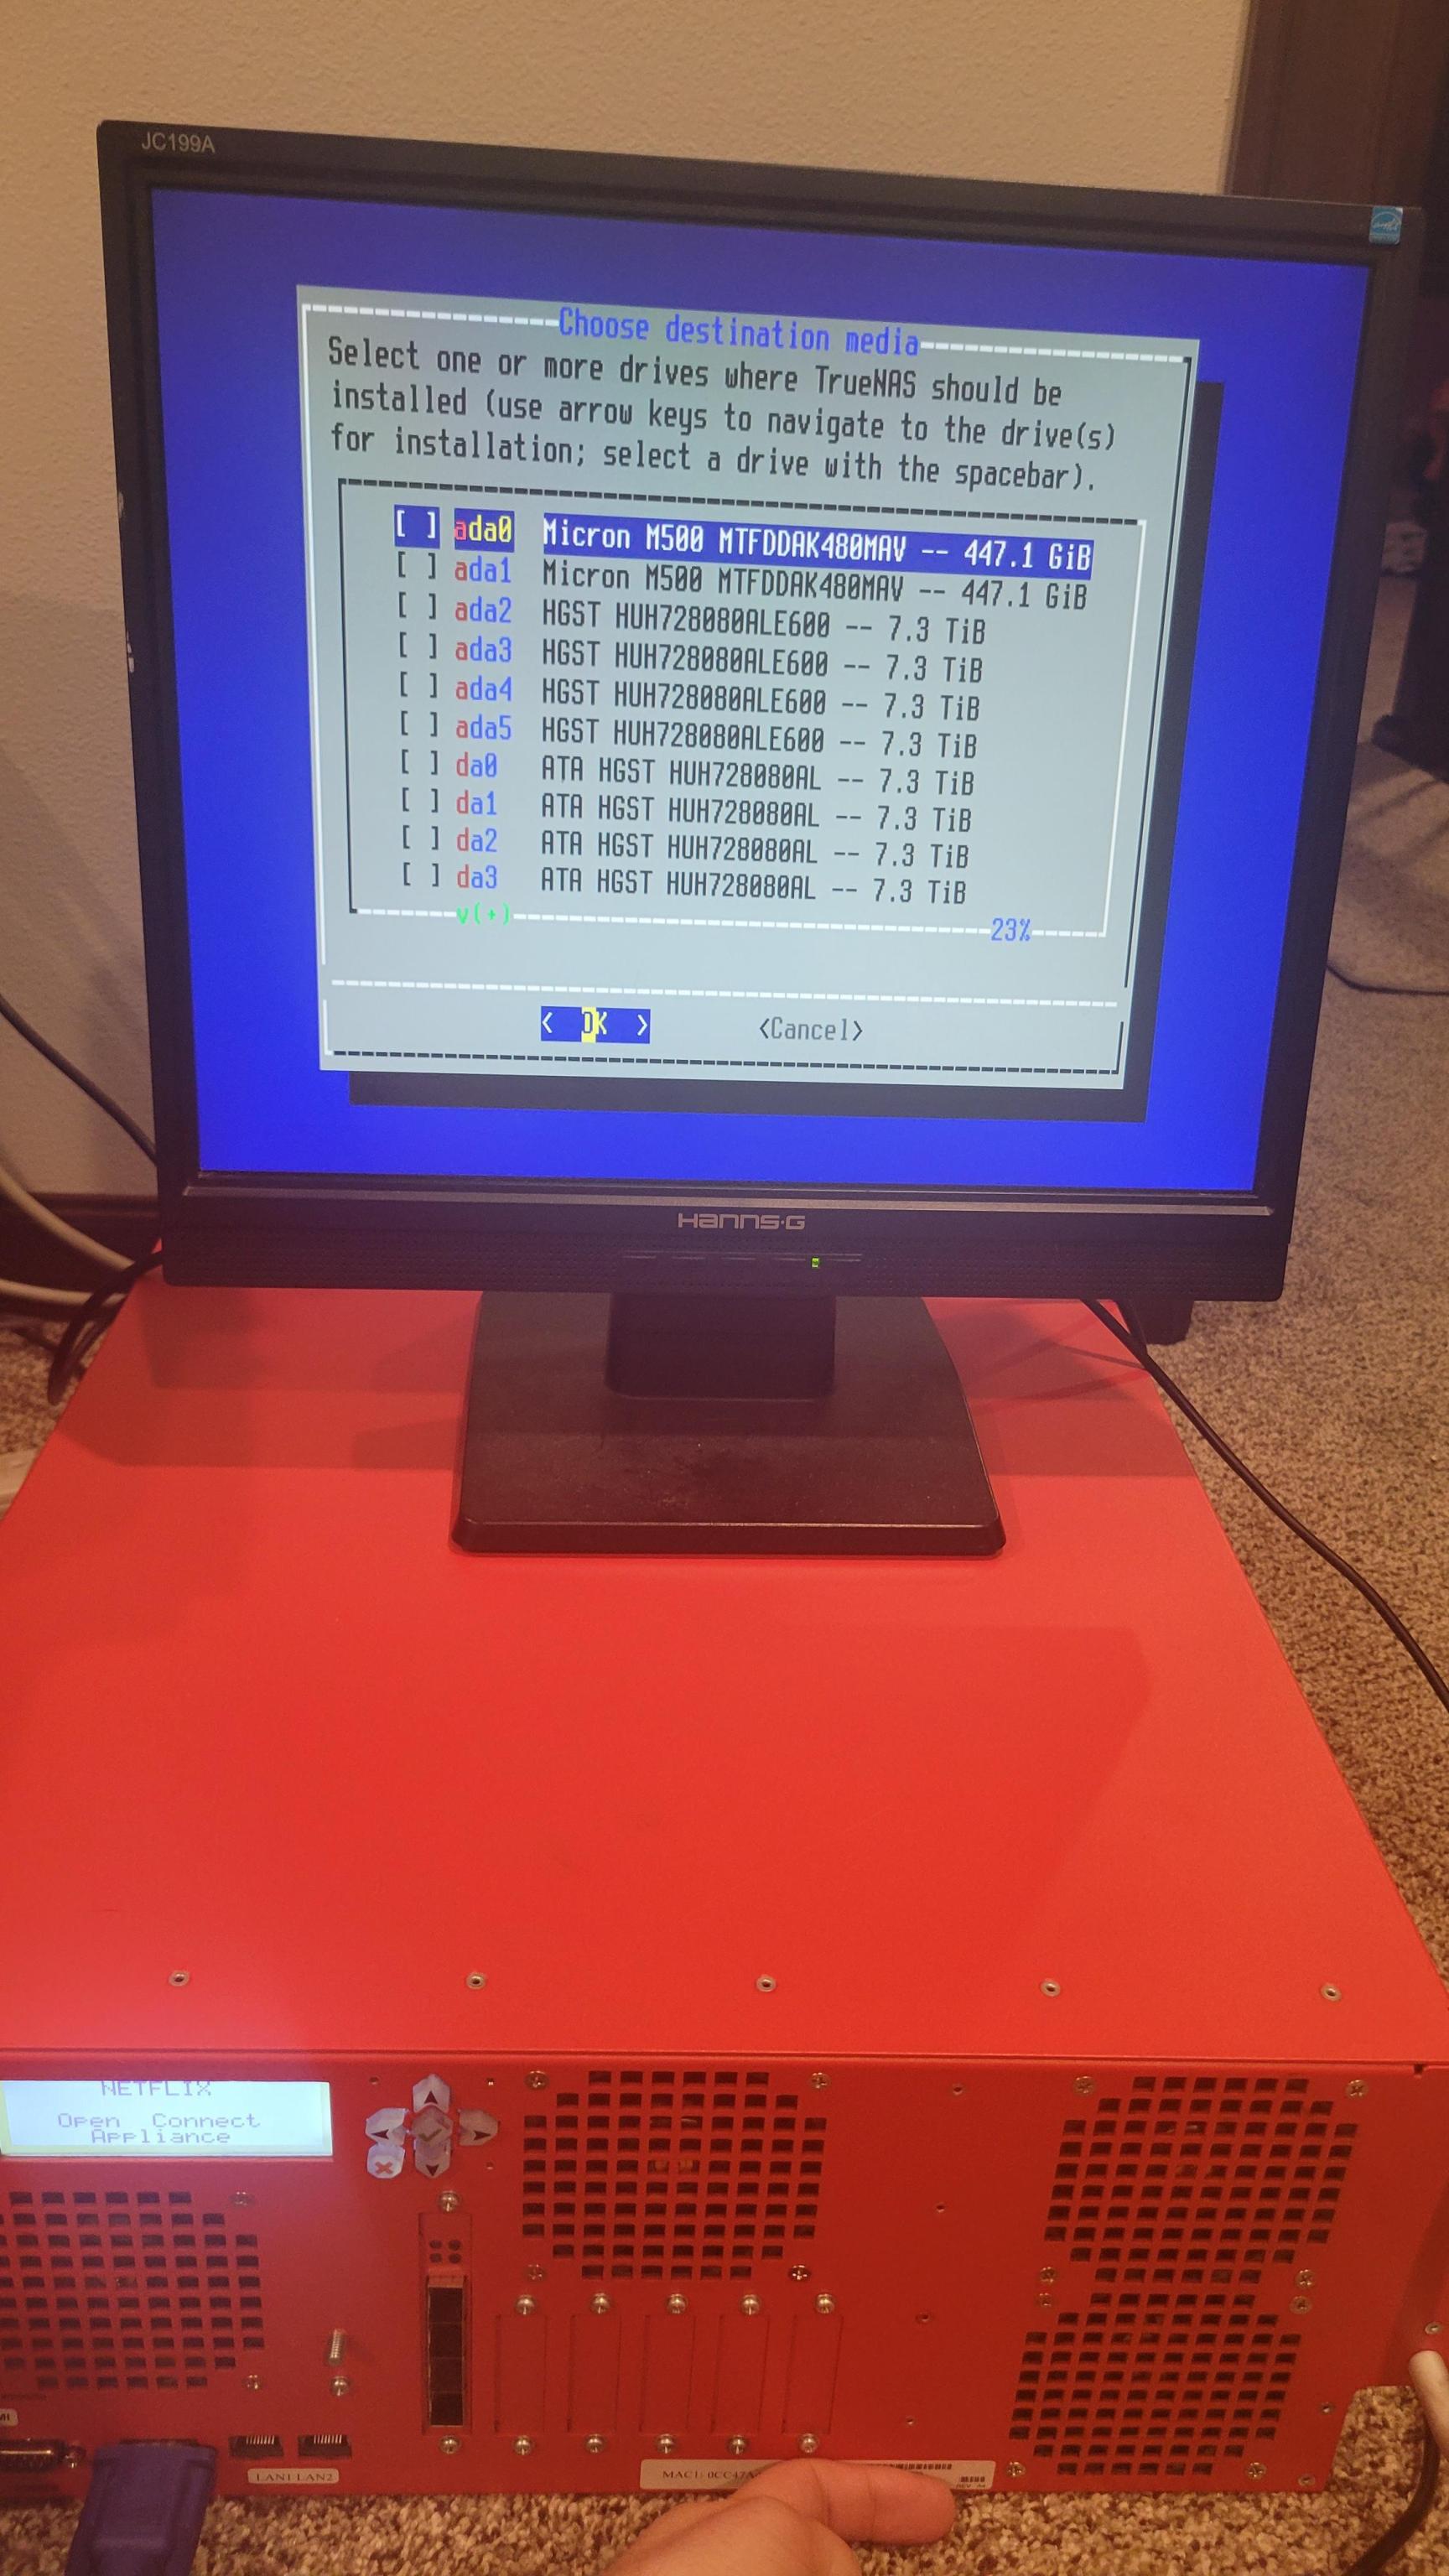 JC199A
Choose destination media
Select one or more drives where TrueNAS should be
installed (use arrow keys to navigate to the drive(s)
for installation; select a drive with the spacebar).
[ ] ada0 Micron M500 MTFDDAK480MAV -- 447.1 GiB
[ ] ada1 Micron M500 MTFDDAK480MAV -- 447.1 GiB
[ ] ada2 HGST HUH728080ALE600 -- 7.3 TiB
[ ] ada3 HGST HUH728080ALE600 -- 7.3 TiB
[ ] ada4 HGST HUH728080ALE600 -- 7.3 TiB
[ ] ada5 HGST HUH728080ALE600 -- 7.3 TiB
[ ] da0 ATA HGST HUH728080AL -- 7.3 TiB
[ ] da1 ATA HGST HUH728080AL -- 7.3 TiB
[ ] da2 ATA HGST HUH728080AL -- 7.3 TiB
[ ] da3 ATA HGST HUH728080AL -- 7.3 TiB
v(+) 23%
< OK > <Cancel>
HANNS·G
NETFLIX
Open Connect
Appliance
LAN1 LAN2
MAC1: 0CC47A